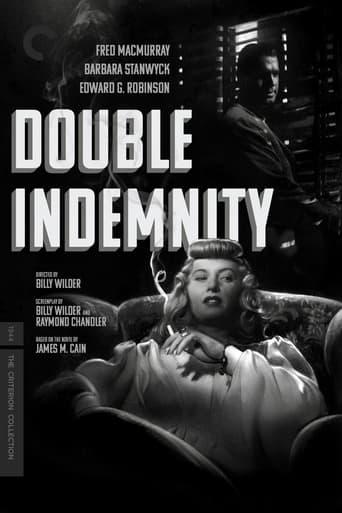 FRED MACMURRAY
BARBARA STANWYCK
EDWARD G. ROBINSON
DOUBLE
INDEMNITY
DIRECTED BY
BILLY WILDER
SCREENPLAY BY
BILLY WILDER AND
RAYMOND CHANDLER
BASED ON THE NOVEL BY
JAMES M. CAIN
1944
THE CRITERION COLLECTION